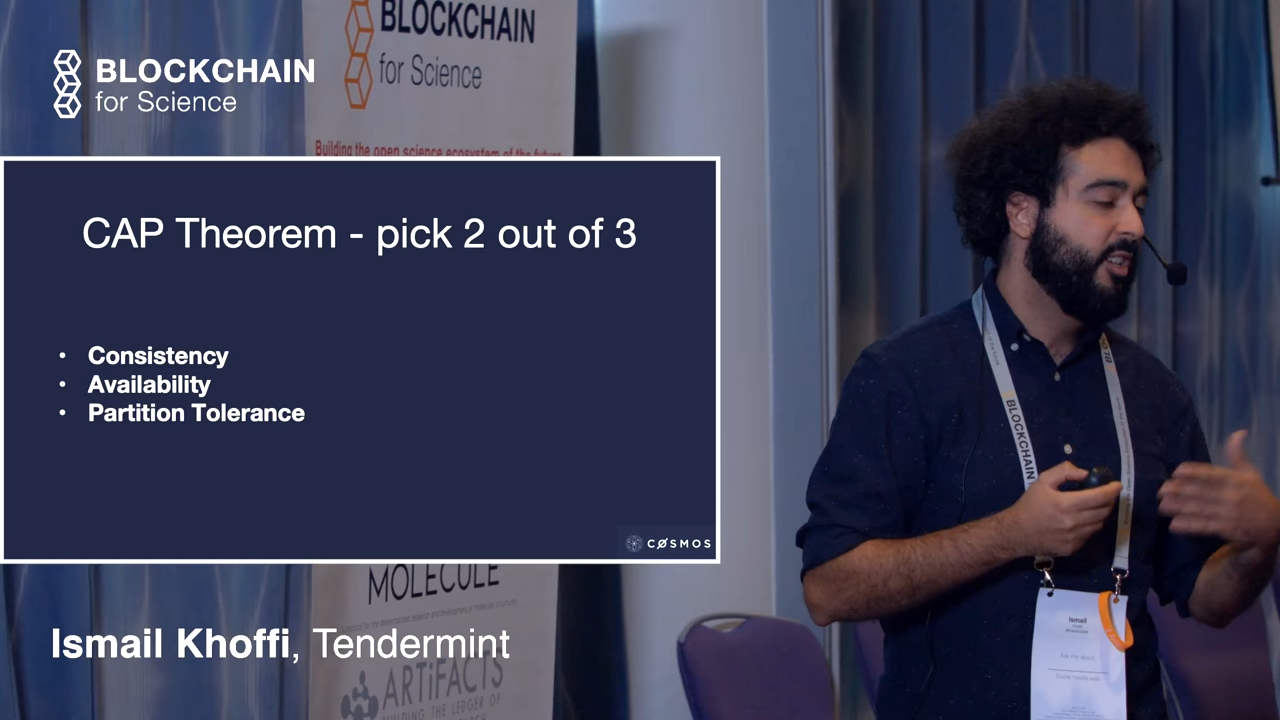 BLOCKCHAIN
for Science
BLOCKCHAIN
for Science
Building the open science ecosystem of the future
CAP Theorem - pick 2 out of 3
• Consistency
• Availability
• Partition Tolerance
CØSMOS
MOLECULE
Ismail Khoffi, Tendermint
ARTiFACTS
BUILDING THE LEDGER OF
BLOCKCHAIN
Ismail